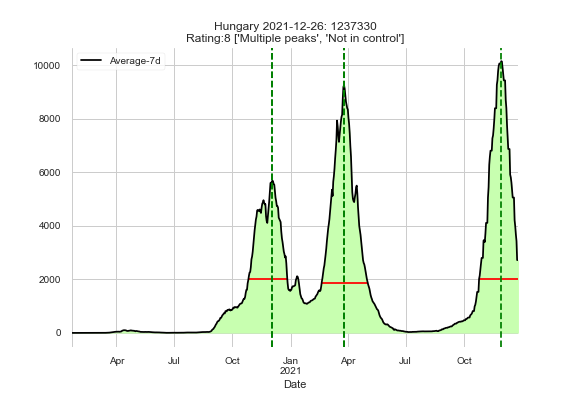 Hungary 2021-12-26: 1237330
Rating:8 ['Multiple peaks', 'Not in control']
Average-7d
10000
8000
6000
4000
2000
0
Apr Jul Oct Jan Apr Jul Oct
2021
Date